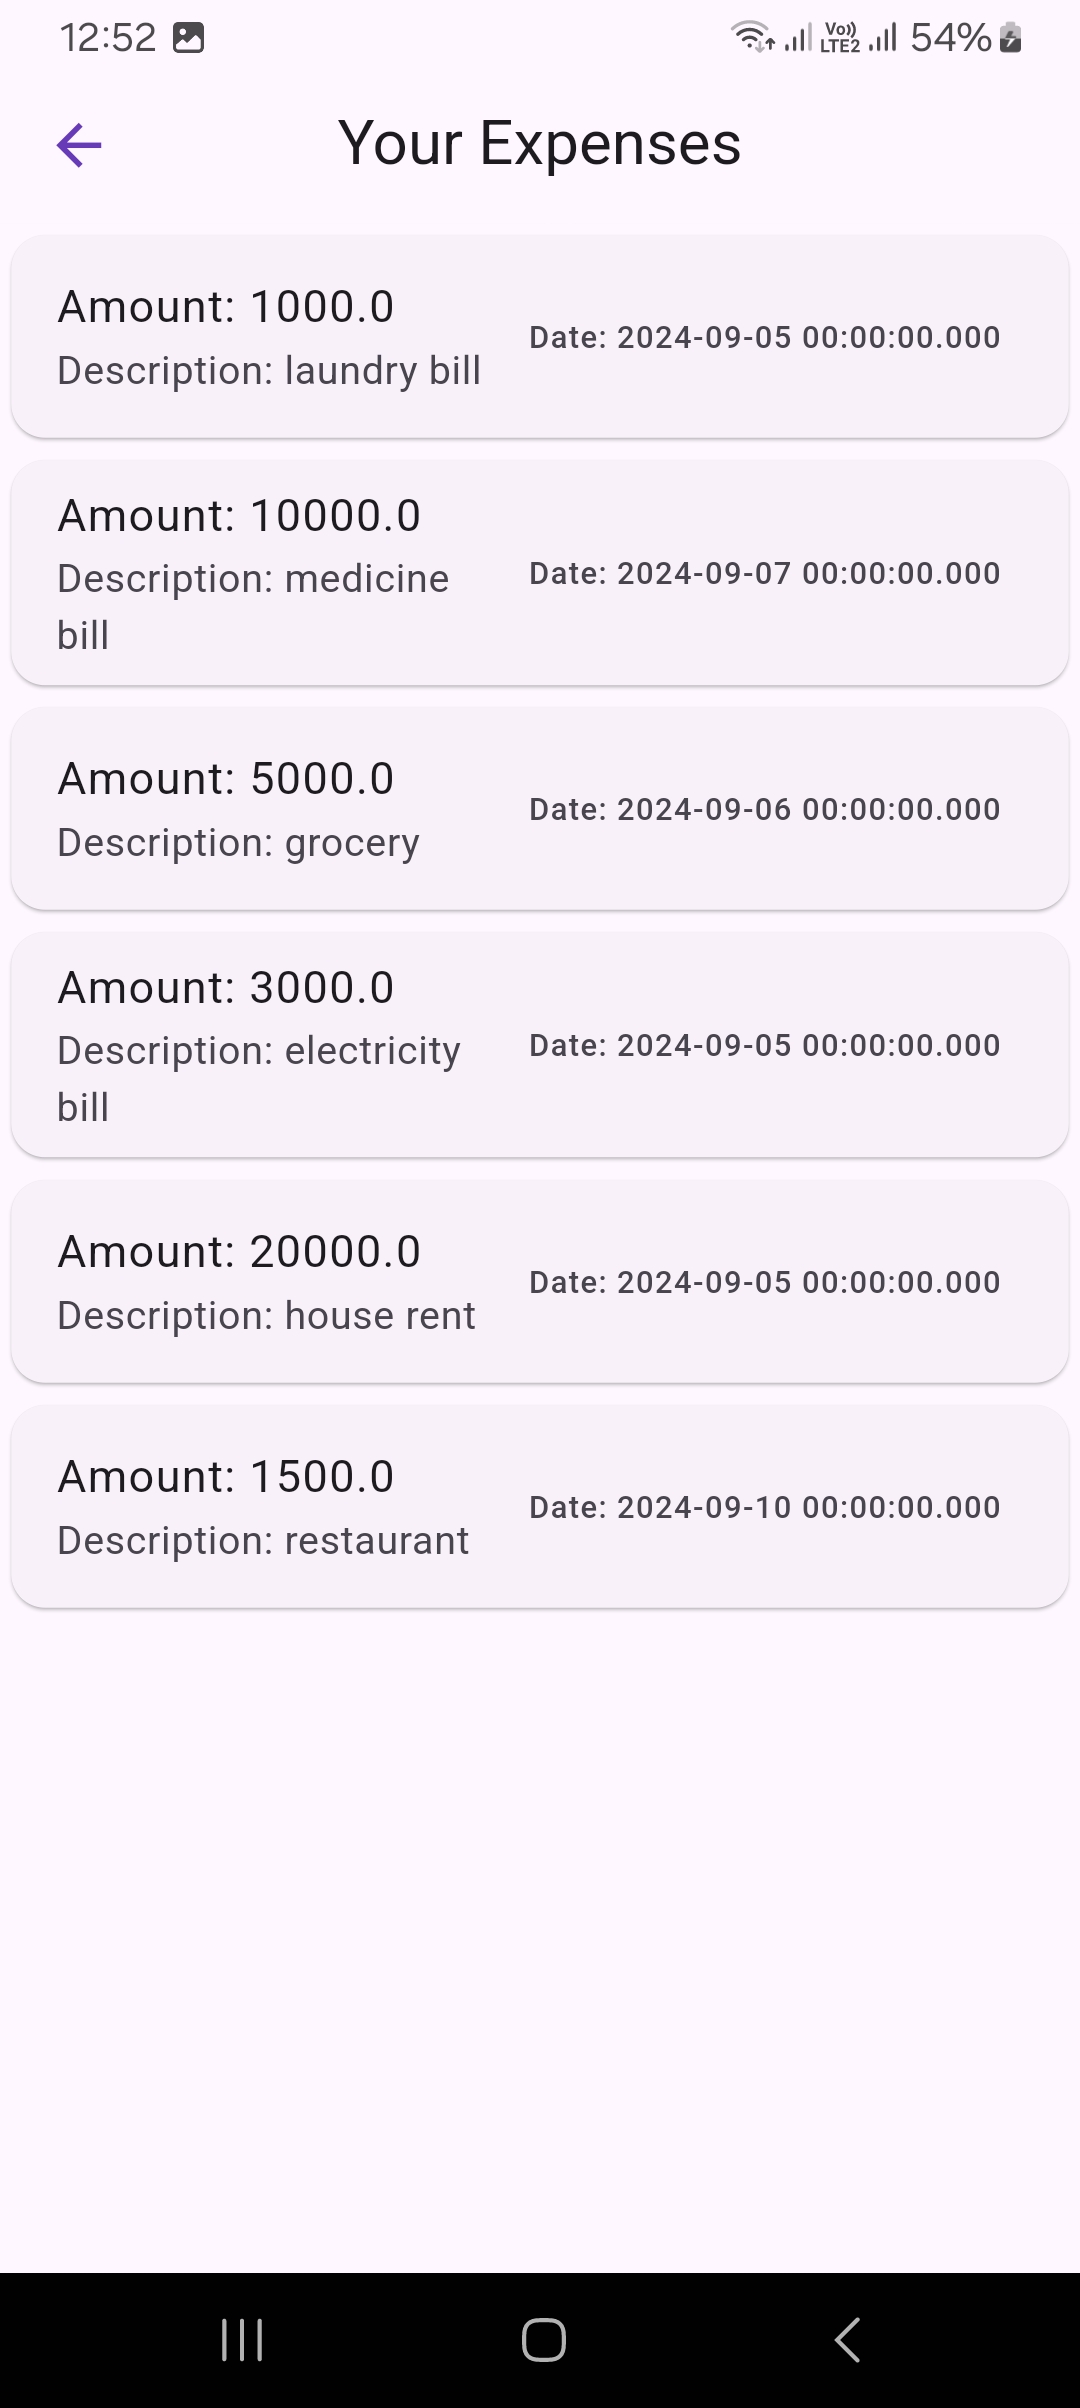 12:52
Vo)) LTE2 54%
Your Expenses
Amount: 1000.0
Description: laundry bill
Date: 2024-09-05 00:00:00.000
Amount: 10000.0
Description: medicine
bill
Date: 2024-09-07 00:00:00.000
Amount: 5000.0
Description: grocery
Date: 2024-09-06 00:00:00.000
Amount: 3000.0
Description: electricity
bill
Date: 2024-09-05 00:00:00.000
Amount: 20000.0
Description: house rent
Date: 2024-09-05 00:00:00.000
Amount: 1500.0
Description: restaurant
Date: 2024-09-10 00:00:00.000